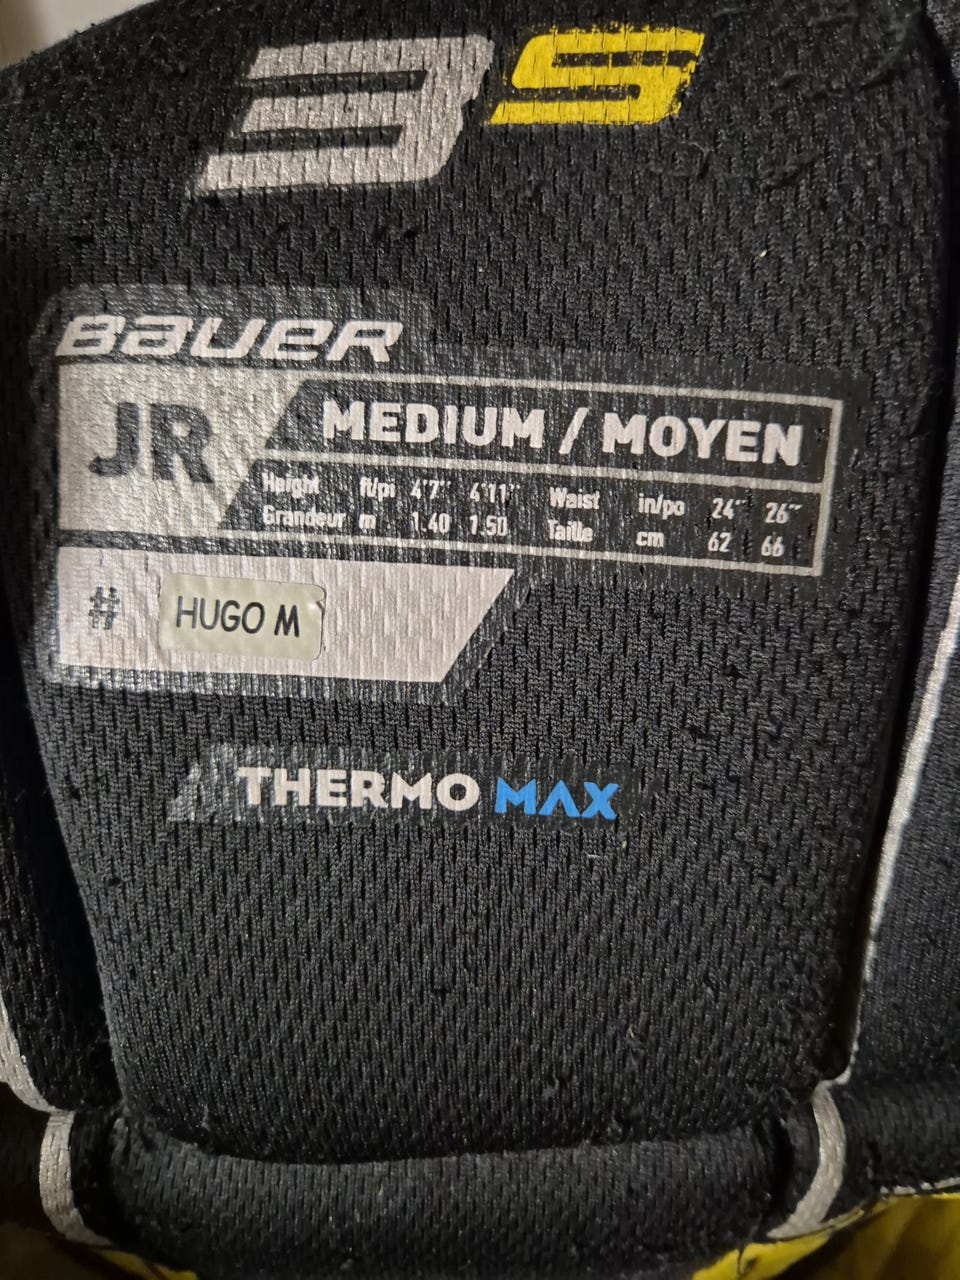 3S
BAUER
JR
MEDIUM / MOYEN
Height ft/pi 4'7" 4'11" Waist in/po 24" 26"
Grandeur m 1.40 1.50 Taille cm 62 66
# HUGO M
THERMO MAX